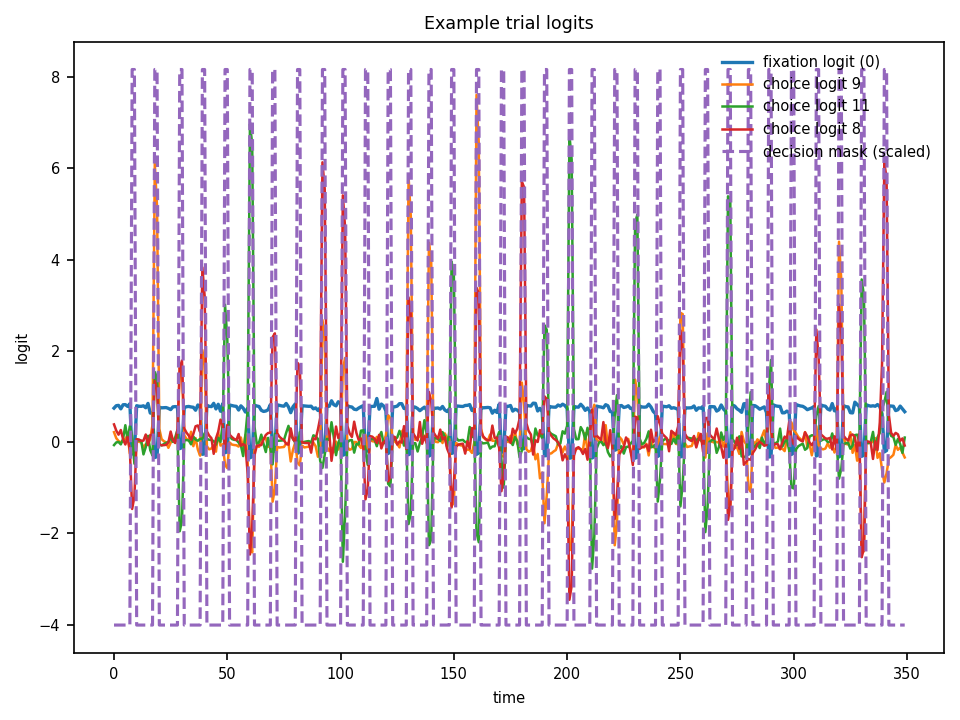 Example trial logits
fixation logit (0)
choice logit 9
choice logit 11
choice logit 8
decision mask (scaled)
logit
8
6
4
2
0
−2
−4
0 50 100 150 200 250 300 350
time